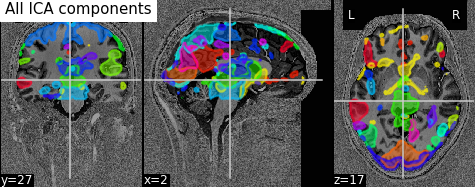 All ICA components
L R
y=27
x=2
z=17